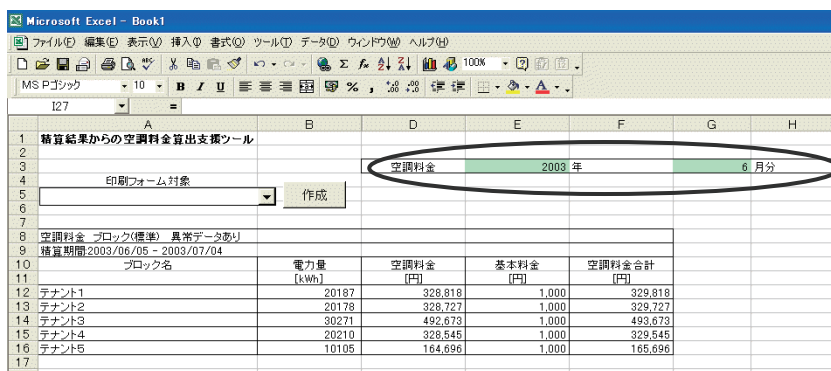 Microsoft Excel - Book1
ファイル(F) 編集(E) 表示(V) 挿入(I) 書式(O) ツール(T) データ(D) ウィンドウ(W) ヘルプ(H)
100%
MS Pゴシック 10 B I U % ,
I27 =
A B D E F G H
1 精算結果からの空調料金算出支援ツール
2
3 空調料金 2003 年 6 月分
4 印刷フォーム対象
5 作成
6
7
8 空調料金 ブロック(標準) 異常データあり
9 精算期間:2003/06/05 - 2003/07/04
10 ブロック名 電力量 空調料金 基本料金 空調料金合計
11 [kWh] [円] [円] [円]
12 テナント1 20187 328,818 1,000 329,818
13 テナント2 20178 328,727 1,000 329,727
14 テナント3 30271 492,673 1,000 493,673
15 テナント4 20210 328,545 1,000 329,545
16 テナント5 10105 164,696 1,000 165,696
17